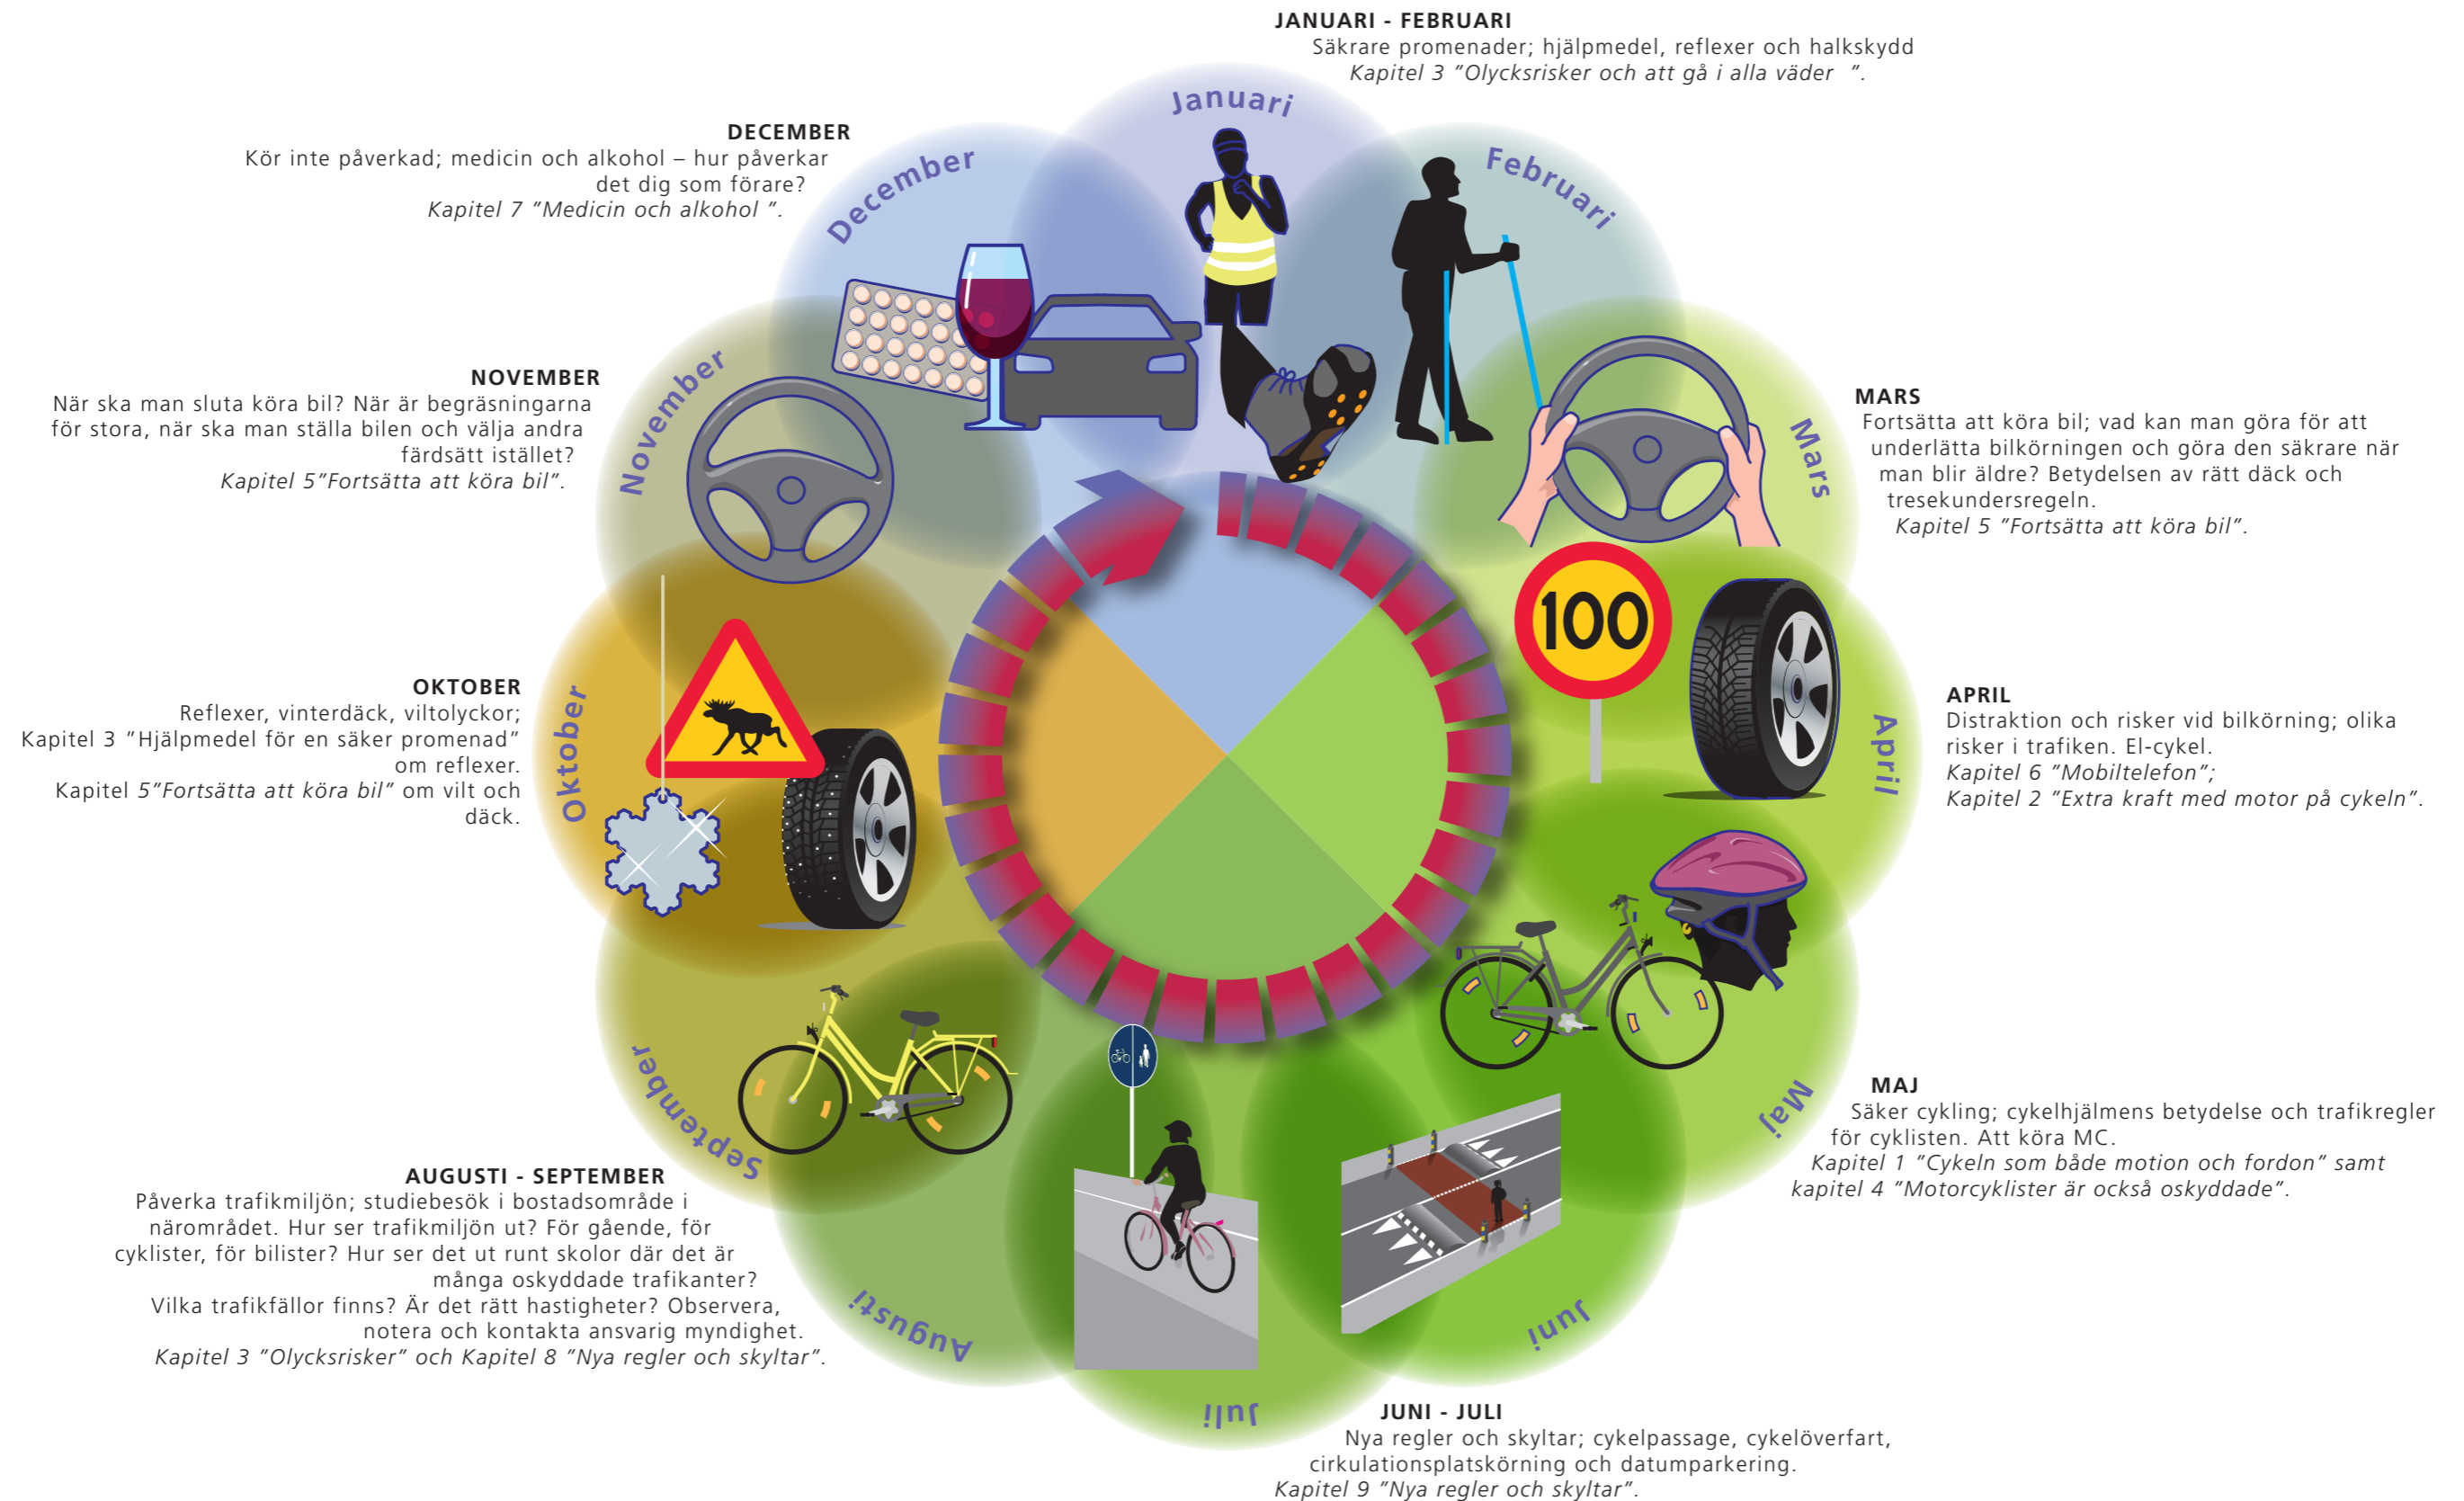 JANUARI - FEBRUARI
Säkrare promenader; hjälpmedel, reflexer och halkskydd
Kapitel 3 ”Olycksrisker och att gå i alla väder ”.
DECEMBER
Kör inte påverkad; medicin och alkohol – hur påverkar
det dig som förare?
Kapitel 7 ”Medicin och alkohol ”.
NOVEMBER
När ska man sluta köra bil? När är begräsningarna
för stora, när ska man ställa bilen och välja andra
färdsätt istället?
Kapitel 5”Fortsätta att köra bil”.
OKTOBER
Reflexer, vinterdäck, viltolyckor;
Kapitel 3 ”Hjälpmedel för en säker promenad”
om reflexer.
Kapitel 5”Fortsätta att köra bil” om vilt och
däck.
AUGUSTI - SEPTEMBER
Påverka trafikmiljön; studiebesök i bostadsområde i
närområdet. Hur ser trafikmiljön ut? För gående, för
cyklister, för bilister? Hur ser det ut runt skolor där det är
många oskyddade trafikanter?
Vilka trafikfällor finns? Är det rätt hastigheter? Observera,
notera och kontakta ansvarig myndighet.
Kapitel 3 ”Olycksrisker” och Kapitel 8 ”Nya regler och skyltar”.
Januari
Februari
Mars
April
Maj
Juni
Juli
Augusti
September
Oktober
November
December
100
MARS
Fortsätta att köra bil; vad kan man göra för att
underlätta bilkörningen och göra den säkrare när
man blir äldre? Betydelsen av rätt däck och
tresekundersregeln.
Kapitel 5 ”Fortsätta att köra bil”.
APRIL
Distraktion och risker vid bilkörning; olika
risker i trafiken. El-cykel.
Kapitel 6 ”Mobiltelefon”;
Kapitel 2 ”Extra kraft med motor på cykeln”.
MAJ
Säker cykling; cykelhjälmens betydelse och trafikregler
för cyklisten. Att köra MC.
Kapitel 1 ”Cykeln som både motion och fordon” samt
kapitel 4 ”Motorcyklister är också oskyddade”.
JUNI - JULI
Nya regler och skyltar; cykelpassage, cykelöverfart,
cirkulationsplatskörning och datumparkering.
Kapitel 9 ”Nya regler och skyltar”.